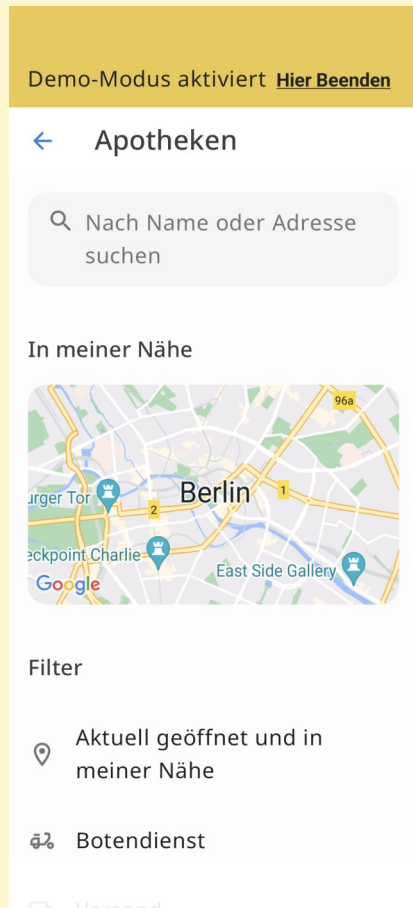 Demo-Modus aktiviert Hier Beenden
Apotheken
Nach Name oder Adresse
suchen
In meiner Nähe
96a
urger Tor
Berlin
1
2
eckpoint Charlie
East Side Gallery
Google
Filter
Aktuell geöffnet und in
meiner Nähe
Botendienst
Versand